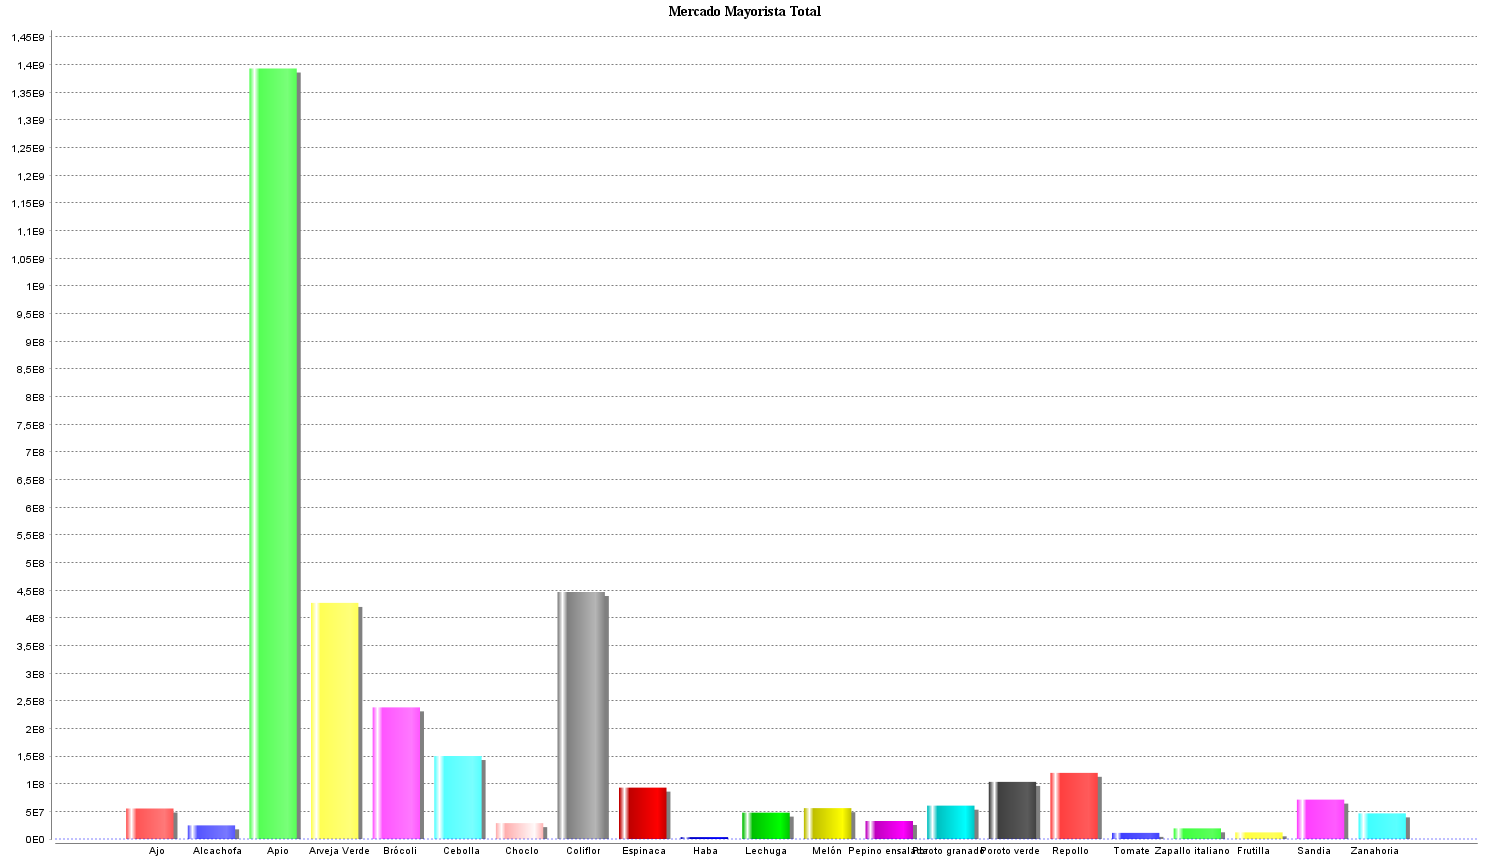 Mercado Mayorista Total
1,45E9
1,4E9
1,35E9
1,3E9
1,25E9
1,2E9
1,15E9
1,1E9
1,05E9
1E9
9,5E8
9E8
8,5E8
8E8
7,5E8
7E8
6,5E8
6E8
5,5E8
5E8
4,5E8
4E8
3,5E8
3E8
2,5E8
2E8
1,5E8
1E8
5E7
0E0
Ajo Alcachofa Apio Arveja Verde Brócoli Cebolla Choclo Coliflor Espinaca Haba Lechuga Melón Pepino ensalada Poroto granado Poroto verde Repollo Tomate Zapallo italiano Frutilla Sandia Zanahoria